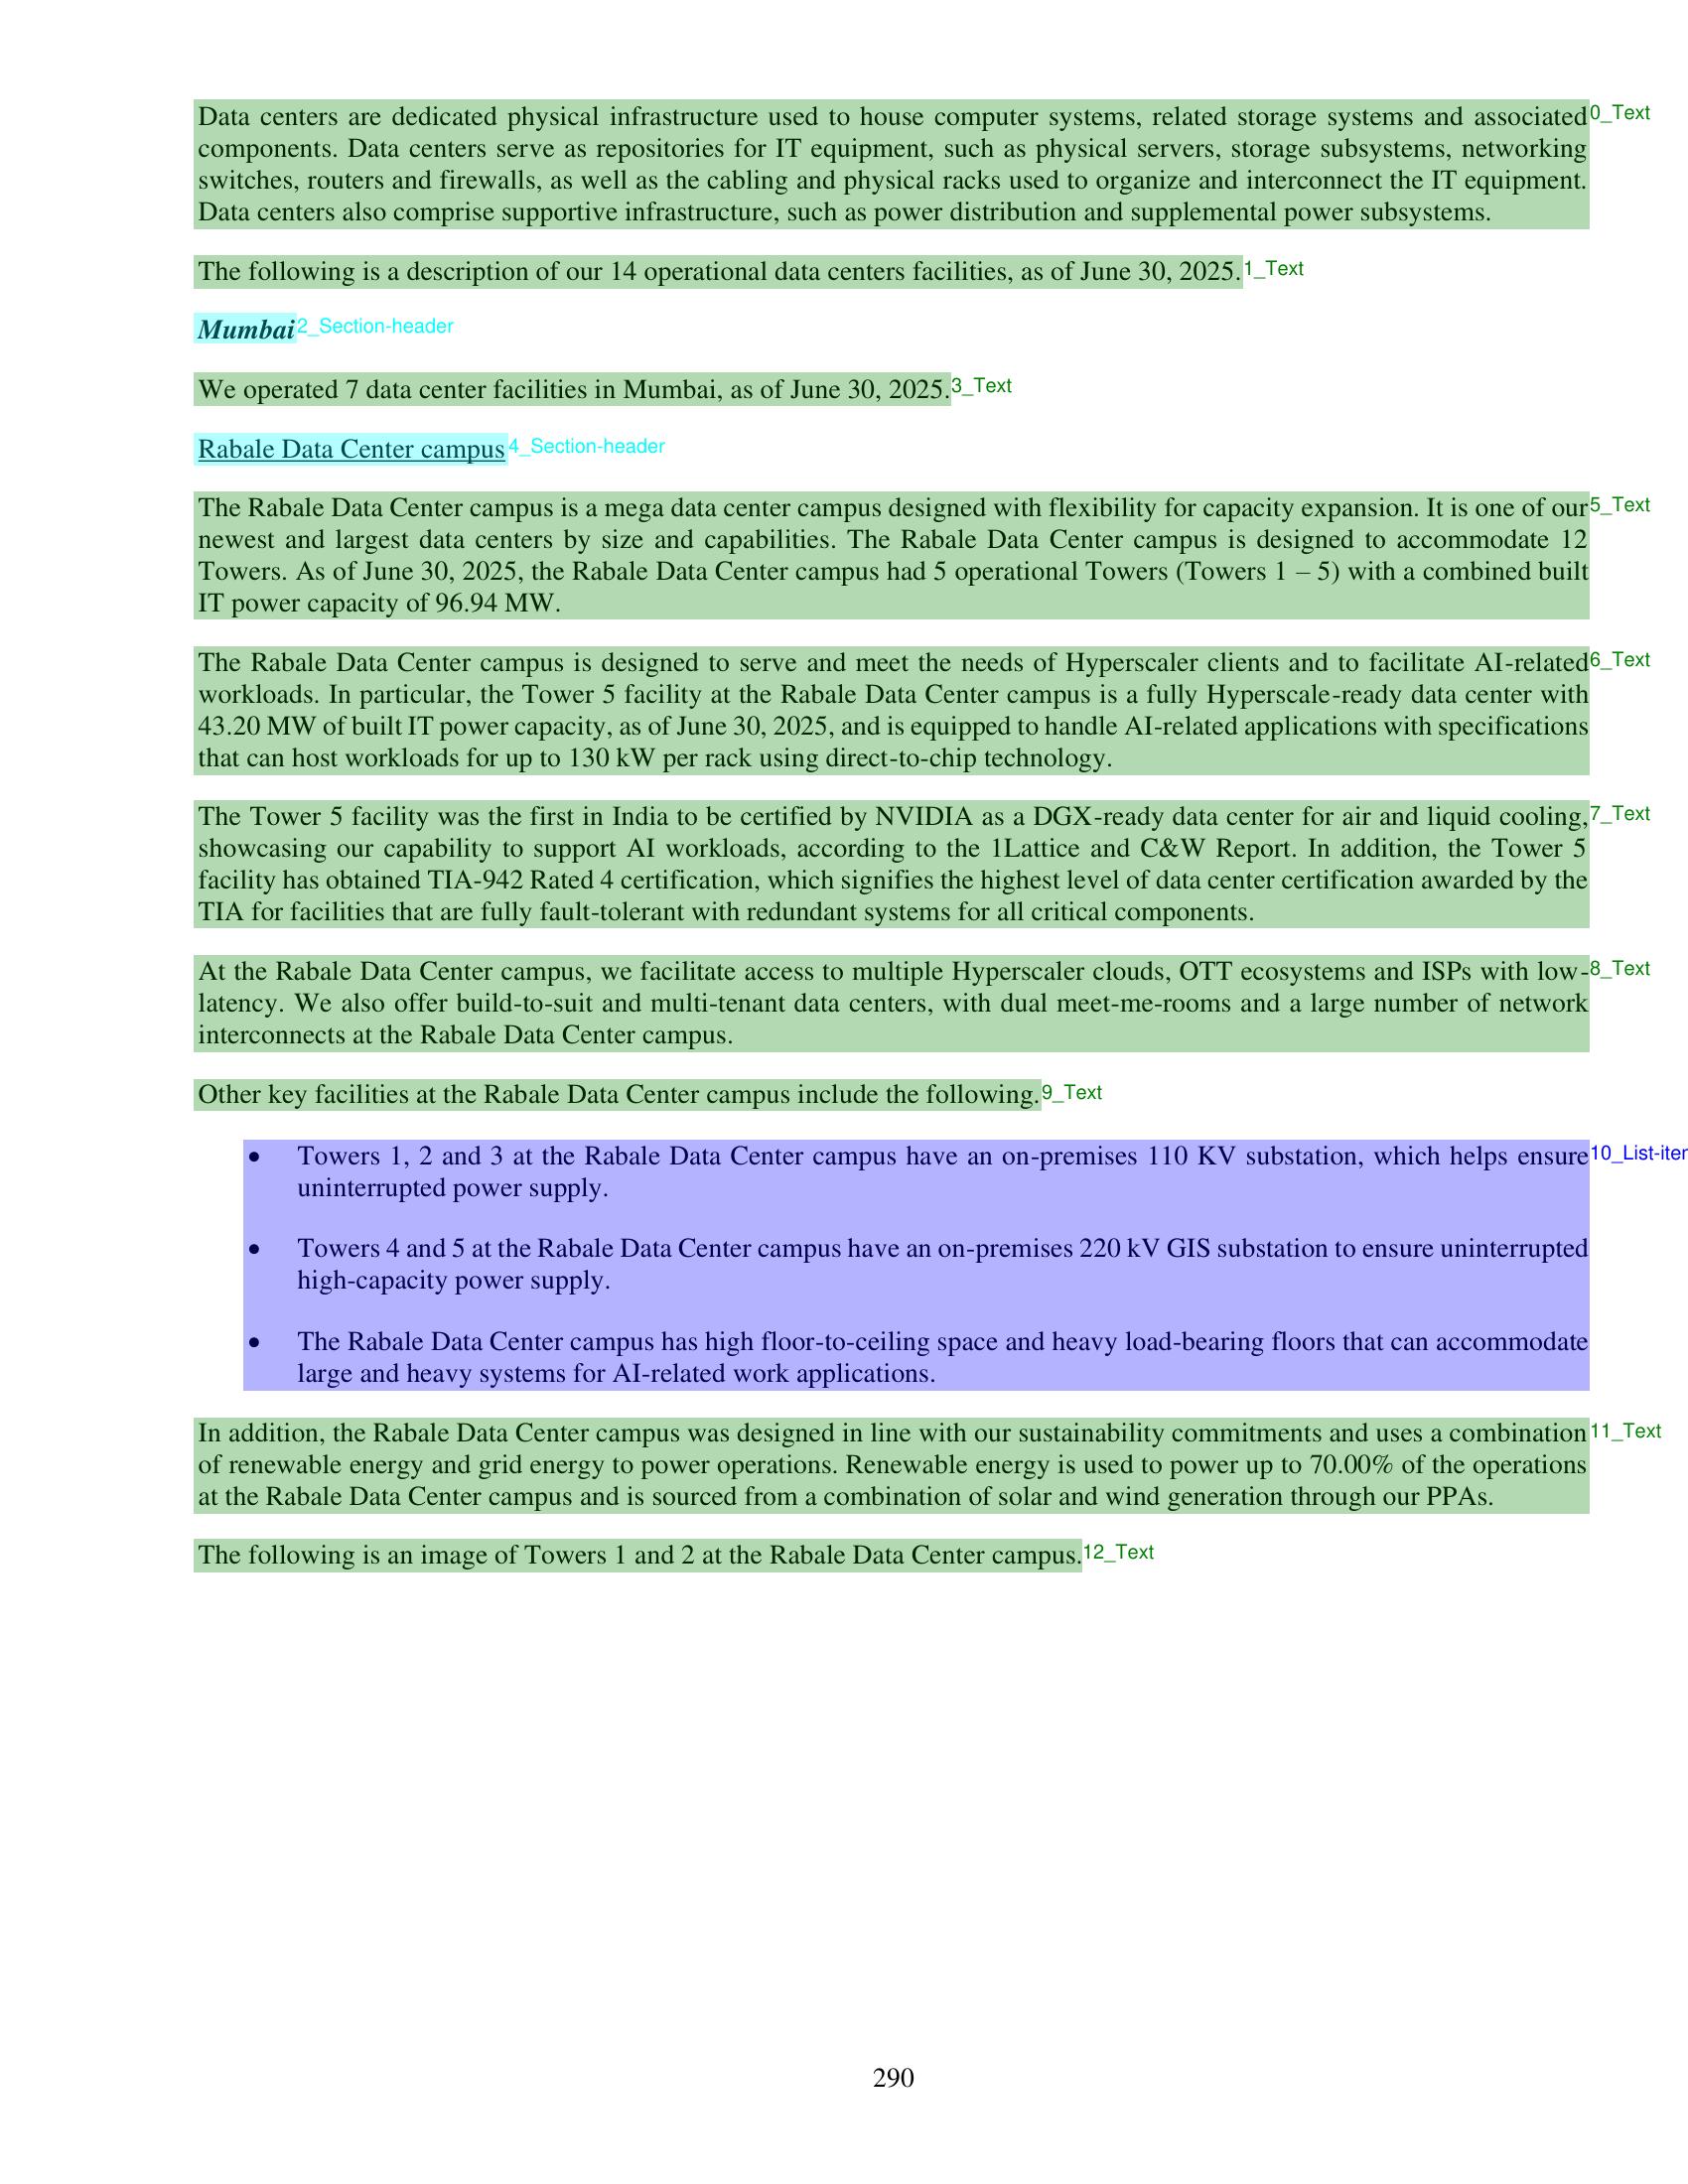 Data centers are dedicated physical infrastructure used to house computer systems, related storage systems and associated 0_Text
components. Data centers serve as repositories for IT equipment, such as physical servers, storage subsystems, networking
switches, routers and firewalls, as well as the cabling and physical racks used to organize and interconnect the IT equipment.
Data centers also comprise supportive infrastructure, such as power distribution and supplemental power subsystems.
The following is a description of our 14 operational data centers facilities, as of June 30, 2025. 1_Text
Mumbai 2_Section-header
We operated 7 data center facilities in Mumbai, as of June 30, 2025. 3_Text
Rabale Data Center campus 4_Section-header
The Rabale Data Center campus is a mega data center campus designed with flexibility for capacity expansion. It is one of our 5_Text
newest and largest data centers by size and capabilities. The Rabale Data Center campus is designed to accommodate 12
Towers. As of June 30, 2025, the Rabale Data Center campus had 5 operational Towers (Towers 1 – 5) with a combined built
IT power capacity of 96.94 MW.
The Rabale Data Center campus is designed to serve and meet the needs of Hyperscaler clients and to facilitate AI-related 6_Text
workloads. In particular, the Tower 5 facility at the Rabale Data Center campus is a fully Hyperscale-ready data center with
43.20 MW of built IT power capacity, as of June 30, 2025, and is equipped to handle AI-related applications with specifications
that can host workloads for up to 130 kW per rack using direct-to-chip technology.
The Tower 5 facility was the first in India to be certified by NVIDIA as a DGX-ready data center for air and liquid cooling, 7_Text
showcasing our capability to support AI workloads, according to the 1Lattice and C&W Report. In addition, the Tower 5
facility has obtained TIA-942 Rated 4 certification, which signifies the highest level of data center certification awarded by the
TIA for facilities that are fully fault-tolerant with redundant systems for all critical components.
At the Rabale Data Center campus, we facilitate access to multiple Hyperscaler clouds, OTT ecosystems and ISPs with low- 8_Text
latency. We also offer build-to-suit and multi-tenant data centers, with dual meet-me-rooms and a large number of network
interconnects at the Rabale Data Center campus.
Other key facilities at the Rabale Data Center campus include the following. 9_Text
• Towers 1, 2 and 3 at the Rabale Data Center campus have an on-premises 110 KV substation, which helps ensure 10_List-iter
uninterrupted power supply.
• Towers 4 and 5 at the Rabale Data Center campus have an on-premises 220 kV GIS substation to ensure uninterrupted
high-capacity power supply.
• The Rabale Data Center campus has high floor-to-ceiling space and heavy load-bearing floors that can accommodate
large and heavy systems for AI-related work applications.
In addition, the Rabale Data Center campus was designed in line with our sustainability commitments and uses a combination 11_Text
of renewable energy and grid energy to power operations. Renewable energy is used to power up to 70.00% of the operations
at the Rabale Data Center campus and is sourced from a combination of solar and wind generation through our PPAs.
The following is an image of Towers 1 and 2 at the Rabale Data Center campus. 12_Text
290